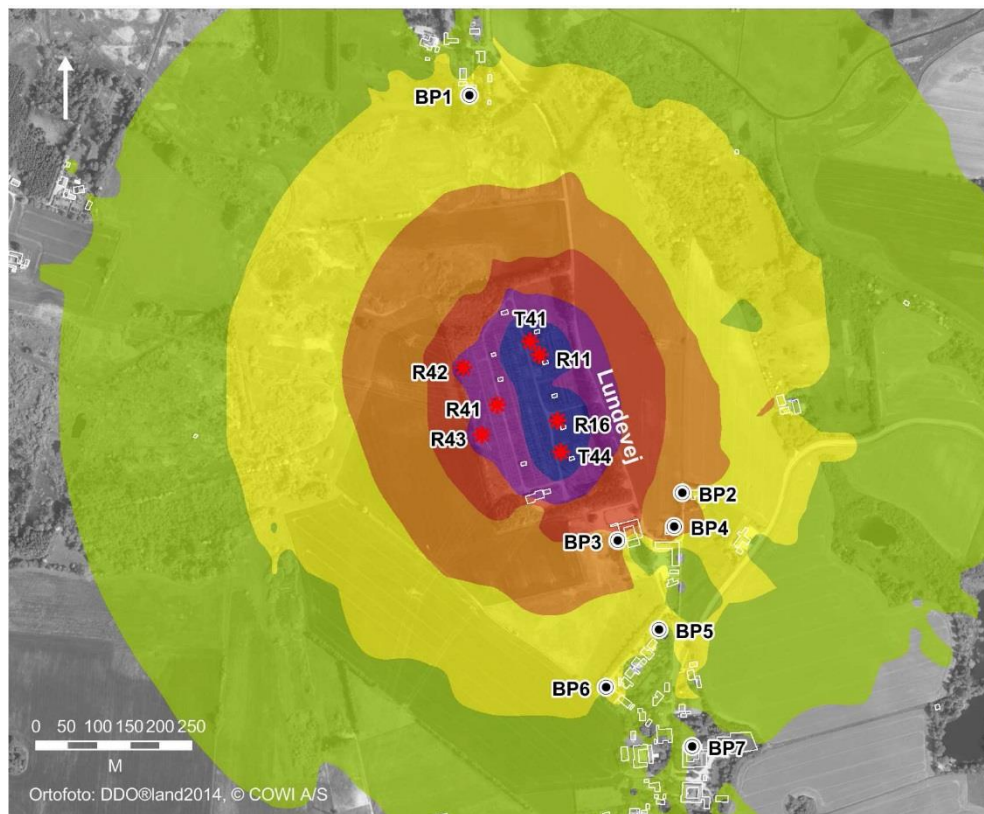 BP1
T41
R11
R42
R41
R43
R16
T44
Lundevej
BP2
BP4
BP3
BP5
BP6
BP7
0 50 100 150 200 250
M
Ortofoto: DDO®land2014, © COWI A/S